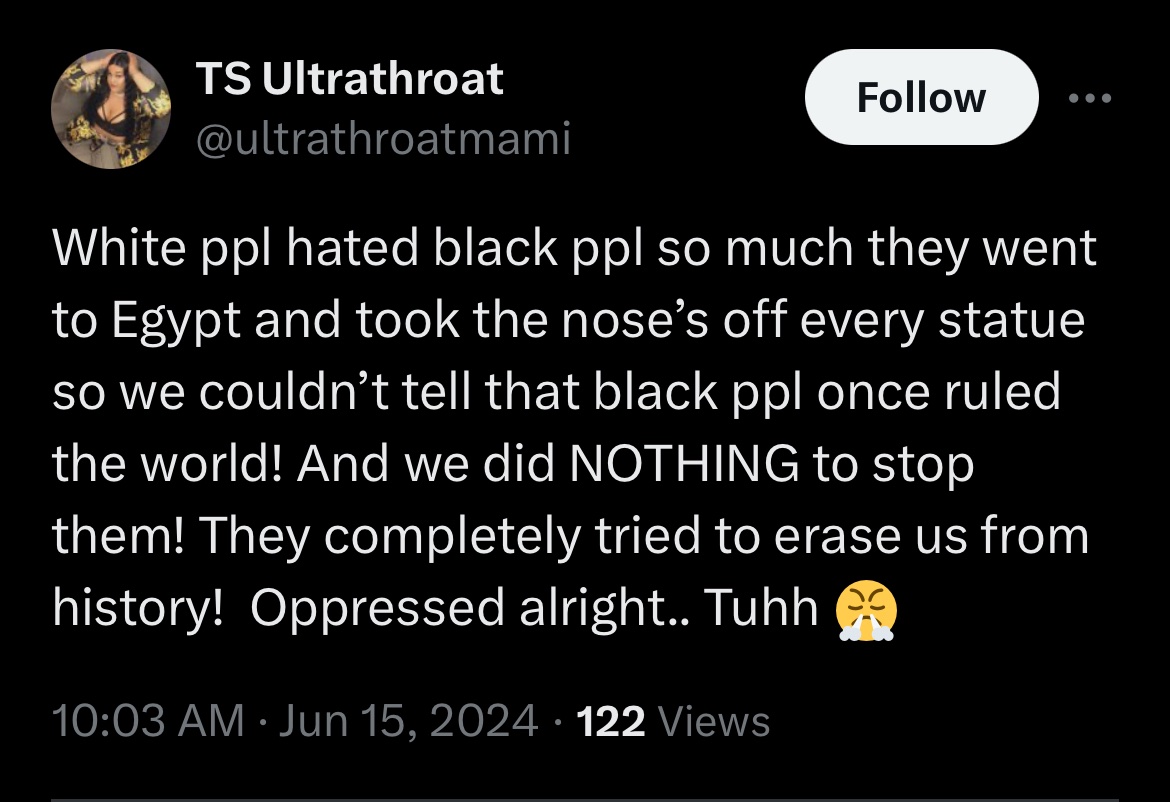 TS Ultrathroat
@ultrathroatmami
Follow
White ppl hated black ppl so much they went
to Egypt and took the nose’s off every statue
so we couldn’t tell that black ppl once ruled
the world! And we did NOTHING to stop
them! They completely tried to erase us from
history!  Oppressed alright.. Tuhh 😤
10:03 AM · Jun 15, 2024 · 122 Views